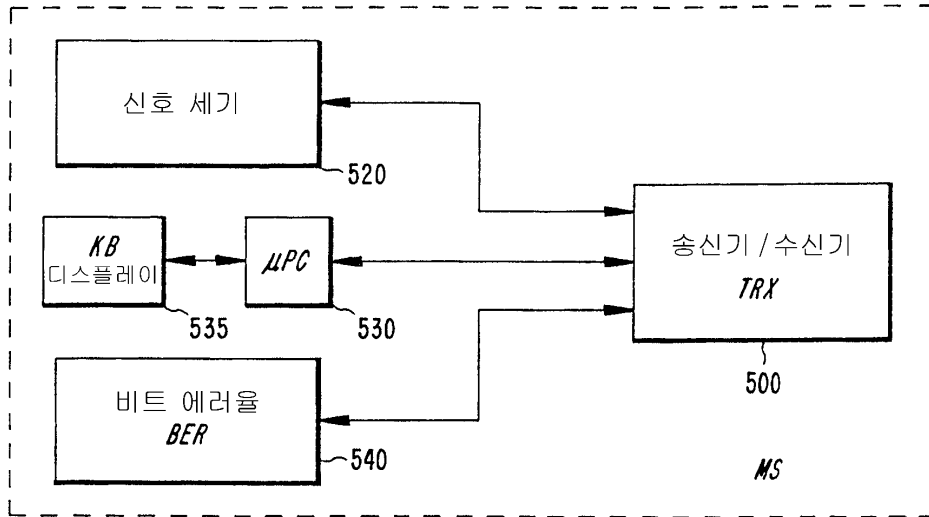 신호 세기
520
KB
디스플레이
535
μPC
530
비트 에러율
BER
540
송신기 / 수신기
TRX
500
MS